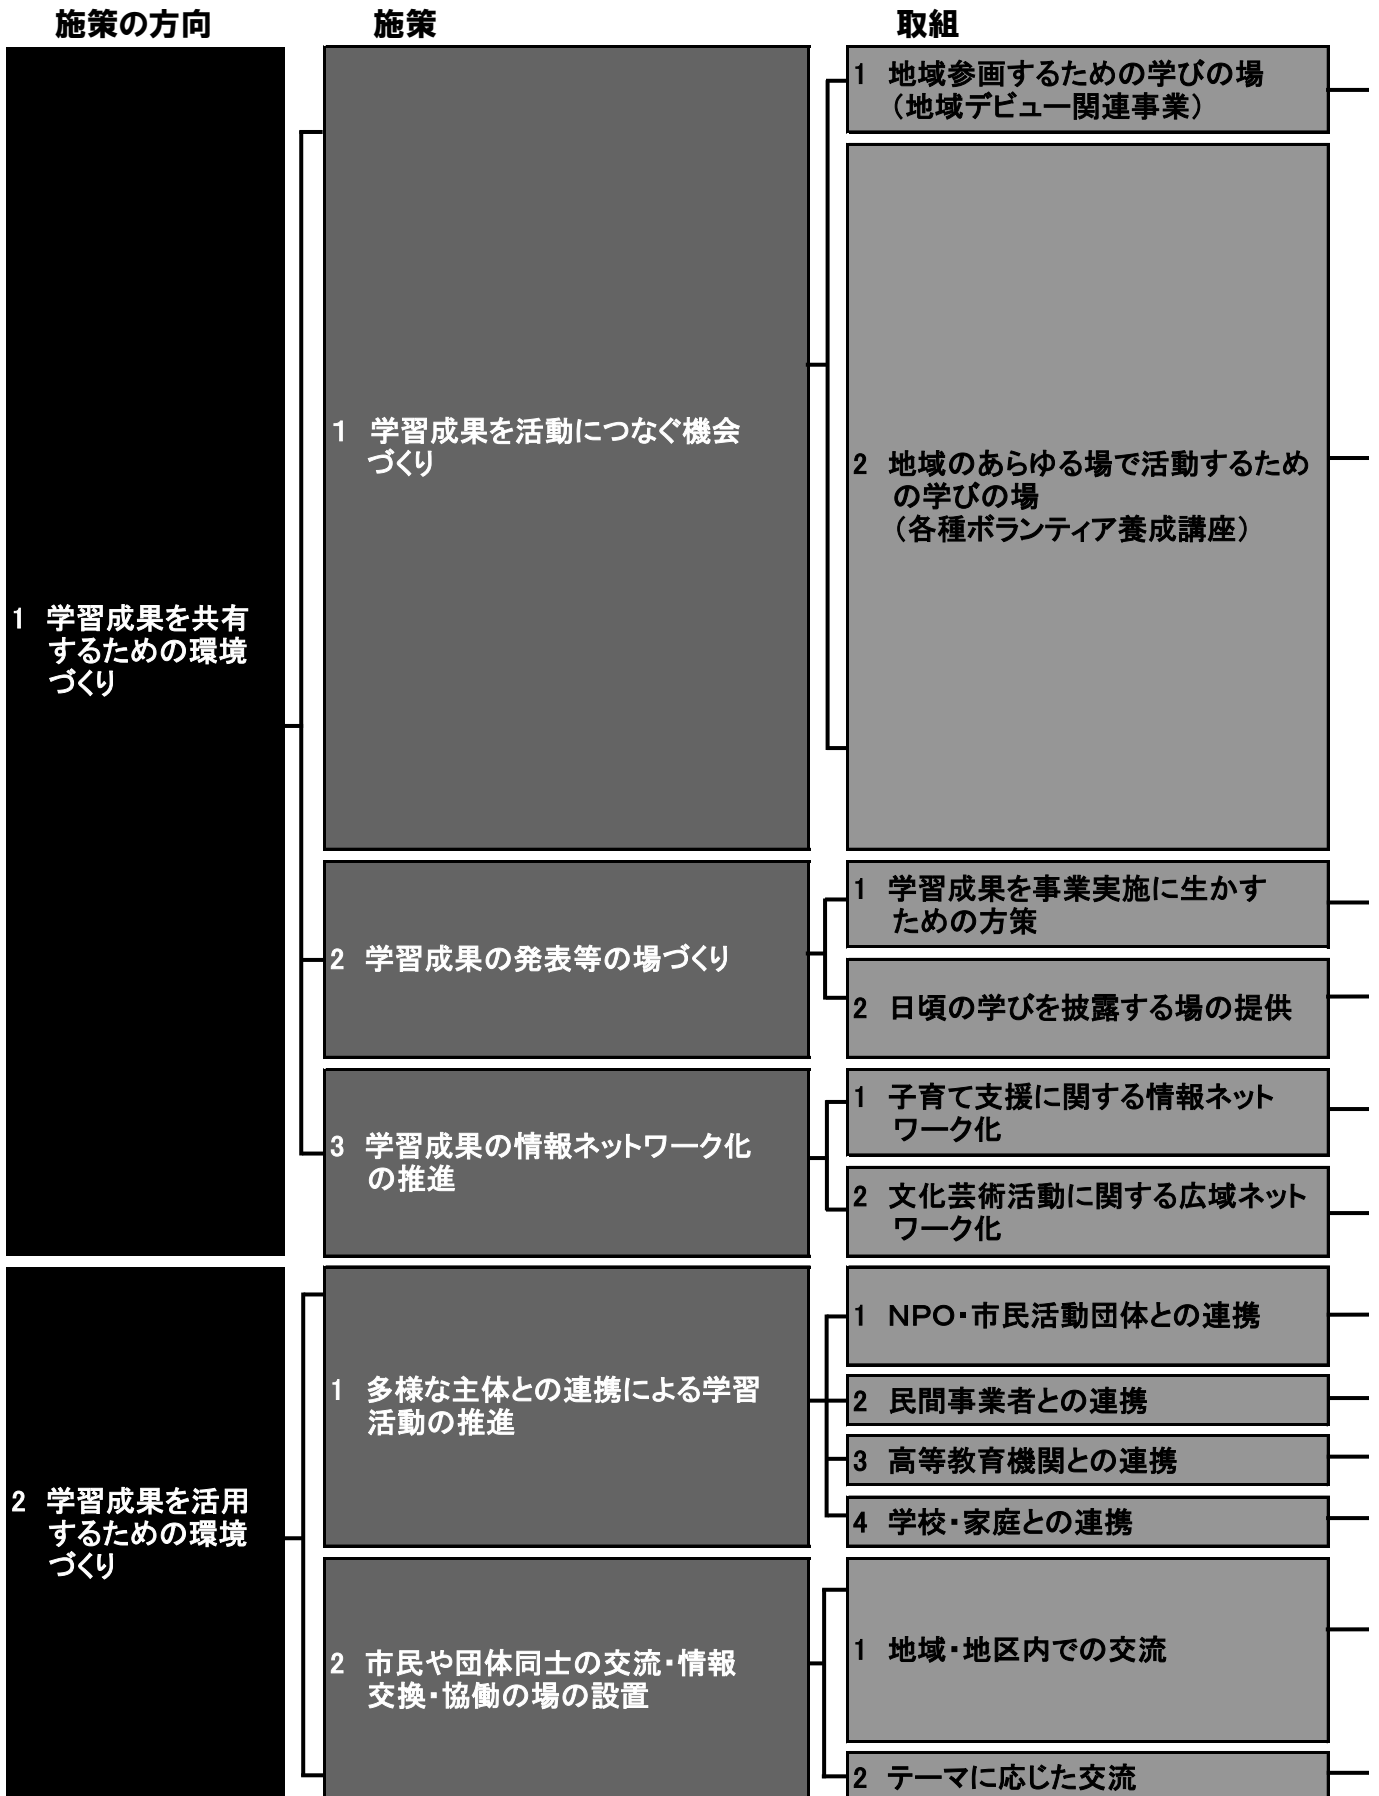 施策の方向
施策
取組
1 学習成果を共有
するための環境
づくり
1 学習成果を活動につなぐ機会
づくり
1 地域参画するための学びの場
（地域デビュー関連事業）
2 地域のあらゆる場で活動するため
の学びの場
（各種ボランティア養成講座）
2 学習成果の発表等の場づくり
1 学習成果を事業実施に生かす
ための方策
2 日頃の学びを披露する場の提供
3 学習成果の情報ネットワーク化
の推進
1 子育て支援に関する情報ネット
ワーク化
2 文化芸術活動に関する広域ネット
ワーク化
2 学習成果を活用
するための環境
づくり
1 多様な主体との連携による学習
活動の推進
1 NPO・市民活動団体との連携
2 民間事業者との連携
3 高等教育機関との連携
4 学校・家庭との連携
2 市民や団体同士の交流・情報
交換・協働の場の設置
1 地域・地区内での交流
2 テーマに応じた交流